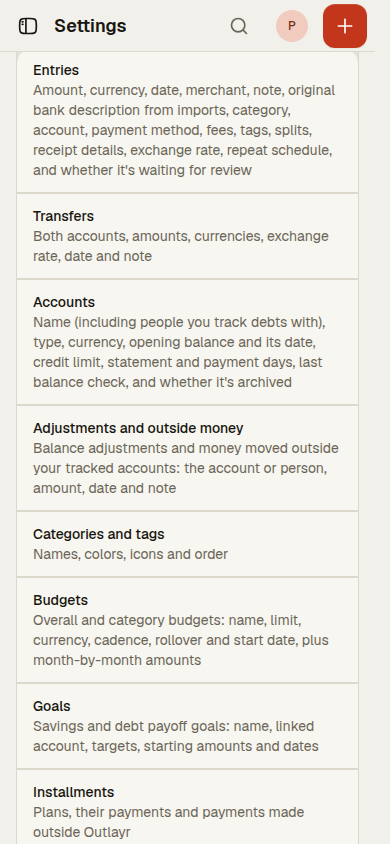 Settings
P
Entries
Amount, currency, date, merchant, note, original
bank description from imports, category,
account, payment method, fees, tags, splits,
receipt details, exchange rate, repeat schedule,
and whether it's waiting for review
Transfers
Both accounts, amounts, currencies, exchange
rate, date and note
Accounts
Name (including people you track debts with),
type, currency, opening balance and its date,
credit limit, statement and payment days, last
balance check, and whether it's archived
Adjustments and outside money
Balance adjustments and money moved outside
your tracked accounts: the account or person,
amount, date and note
Categories and tags
Names, colors, icons and order
Budgets
Overall and category budgets: name, limit,
currency, cadence, rollover and start date, plus
month-by-month amounts
Goals
Savings and debt payoff goals: name, linked
account, targets, starting amounts and dates
Installments
Plans, their payments and payments made
outside Outlayr